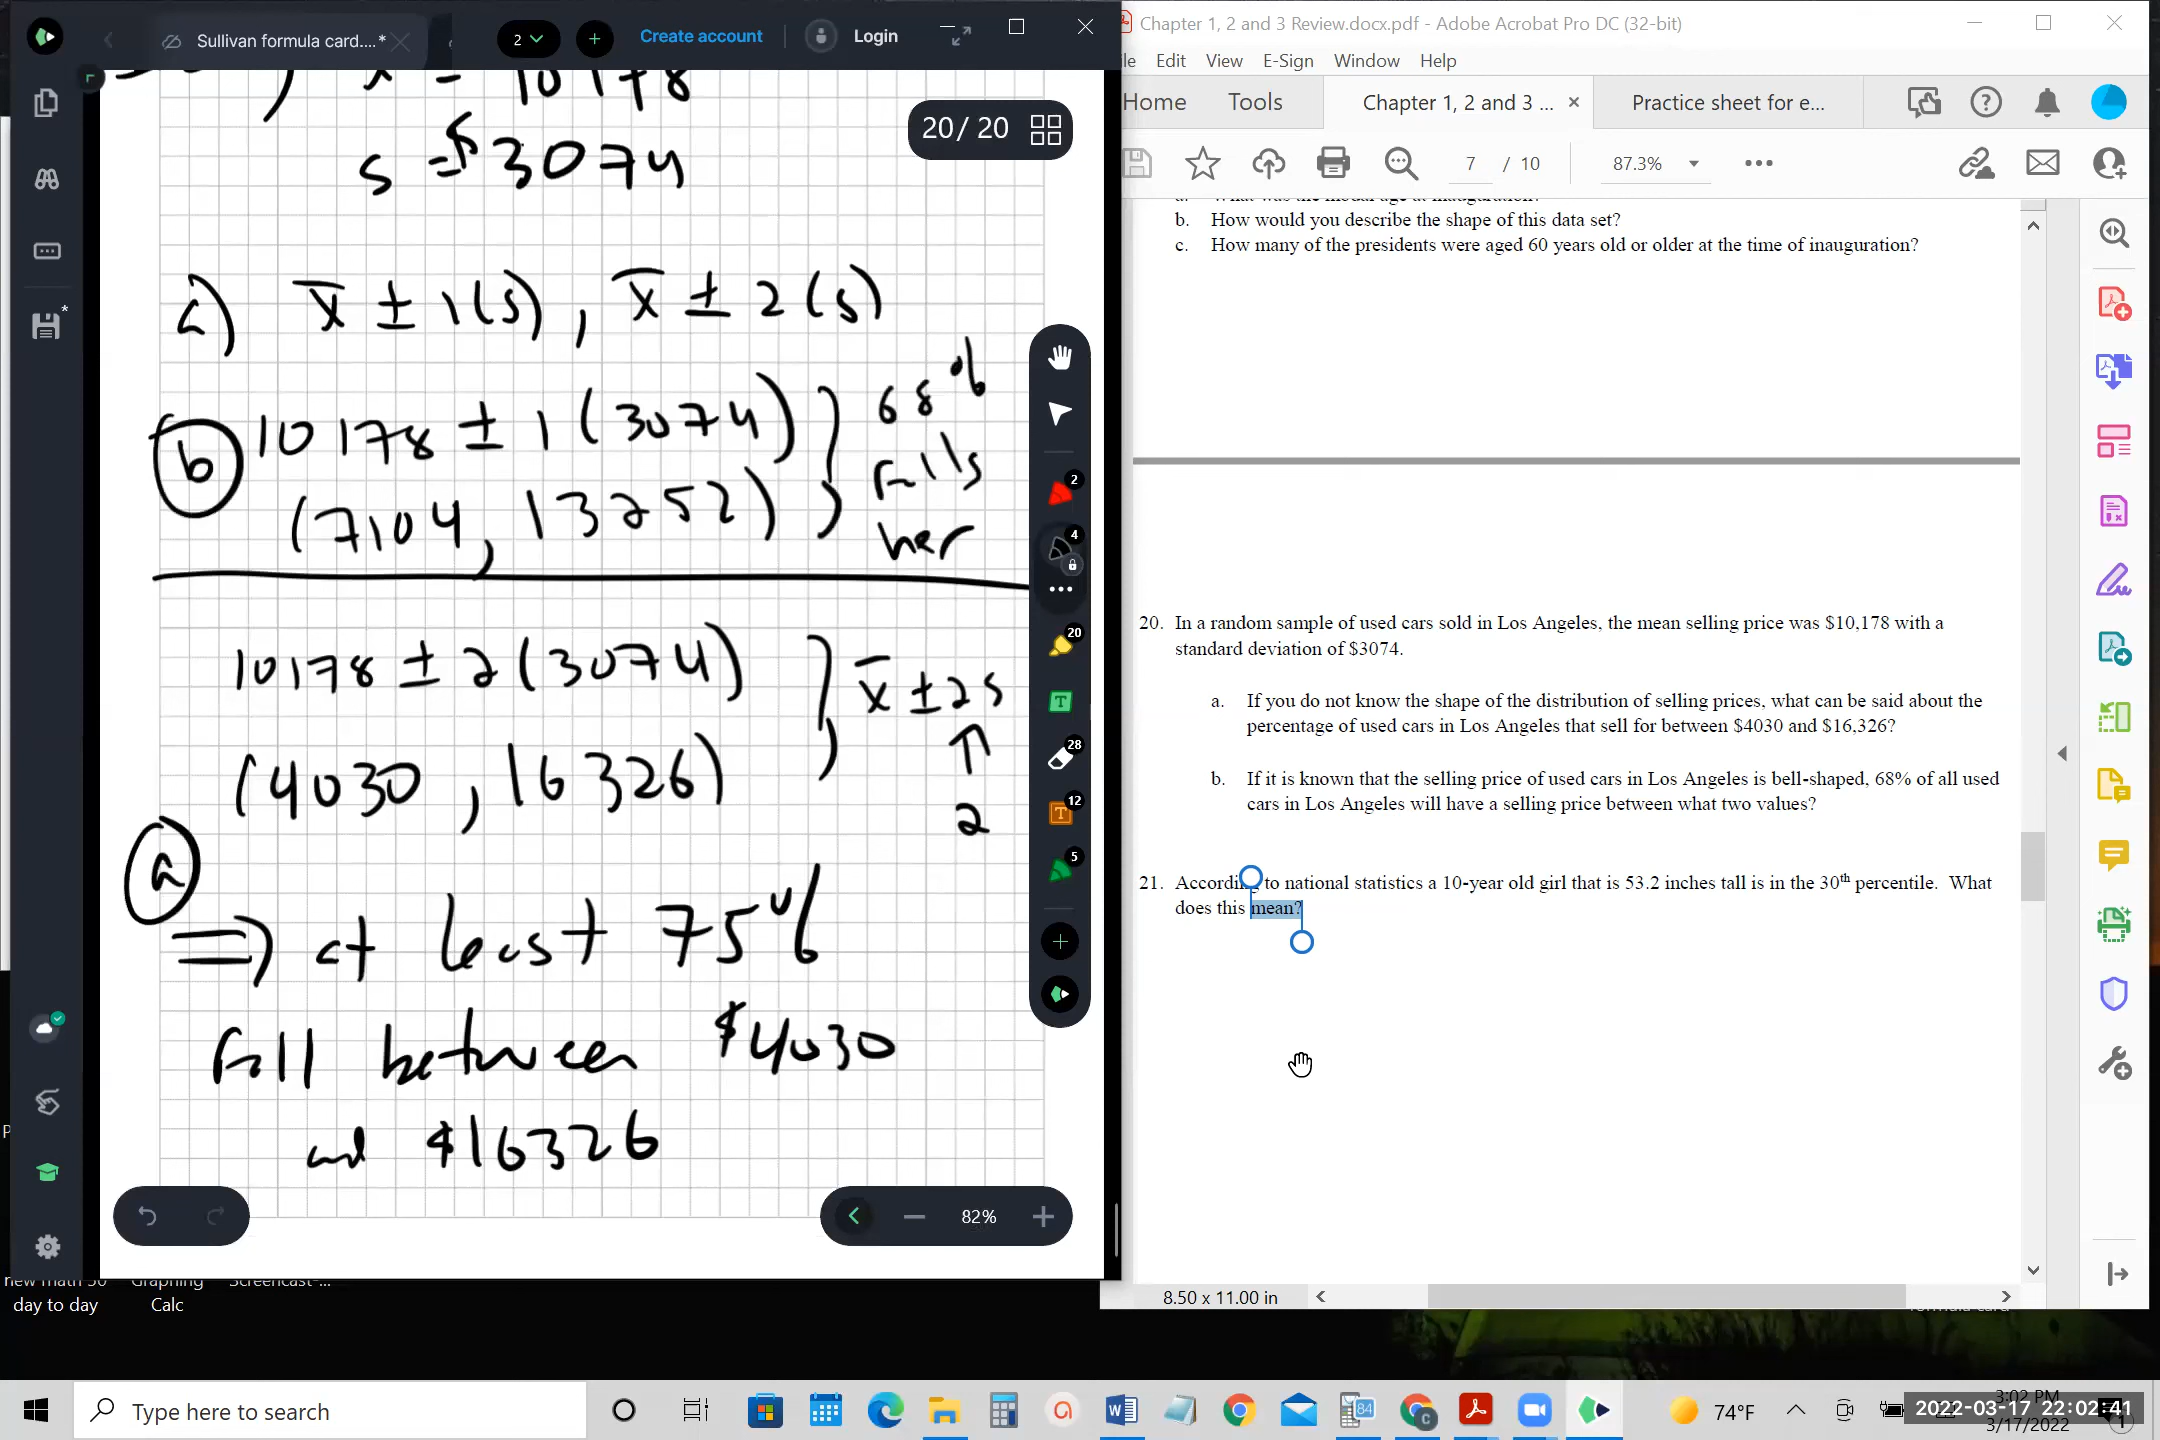 Sullivan formula card....*
2
Create account
Login
x̄ = 10178
20/ 20
s = $3074
a) x̄ ± 1(s), x̄ ± 2(s)
b 10178 ± 1(3074) 68%
falls
(7104, 13252) her
10178 ± 2(3074) x̄ ± 2s
(4030, 16326) 2
a
=> at least 75%
fall between $4030
and $16326
82%
2
4
20
T
28
T 12
5
Chapter 1, 2 and 3 Review.docx.pdf - Adobe Acrobat Pro DC (32-bit)
Edit View E-Sign Window Help
Home Tools Chapter 1, 2 and 3 ... × Practice sheet for e...
7 / 10 87.3%
b. How would you describe the shape of this data set?
c. How many of the presidents were aged 60 years old or older at the time of inauguration?
20. In a random sample of used cars sold in Los Angeles, the mean selling price was $10,178 with a
standard deviation of $3074.
a. If you do not know the shape of the distribution of selling prices, what can be said about the
percentage of used cars in Los Angeles that sell for between $4030 and $16,326?
b. If it is known that the selling price of used cars in Los Angeles is bell-shaped, 68% of all used
cars in Los Angeles will have a selling price between what two values?
21. According to national statistics a 10-year old girl that is 53.2 inches tall is in the 30th percentile. What
does this mean?
8.50 x 11.00 in
day to day
Calc
Type here to search
84
74°F
3:02 PM
2022-03-17 22:02:41
3/17/2022